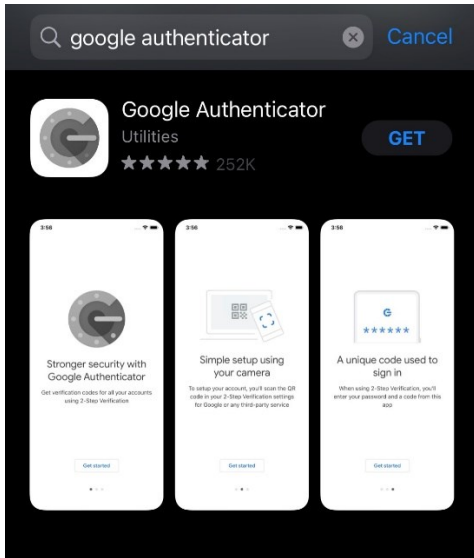 google authenticator
Cancel
Google Authenticator
Utilities
252K
GET
3:58
Stronger security with
Google Authenticator
Get verification codes for all your accounts
using 2-Step Verification
Get started
3:58
Simple setup using
your camera
To setup your account, you'll scan the QR
code in your 2-Step Verification settings
for Google or any third-party service
Get started
3:58
G
******
A unique code used to
sign in
When using 2-Step Verification, you'll
enter your password and a code from this
app
Get started